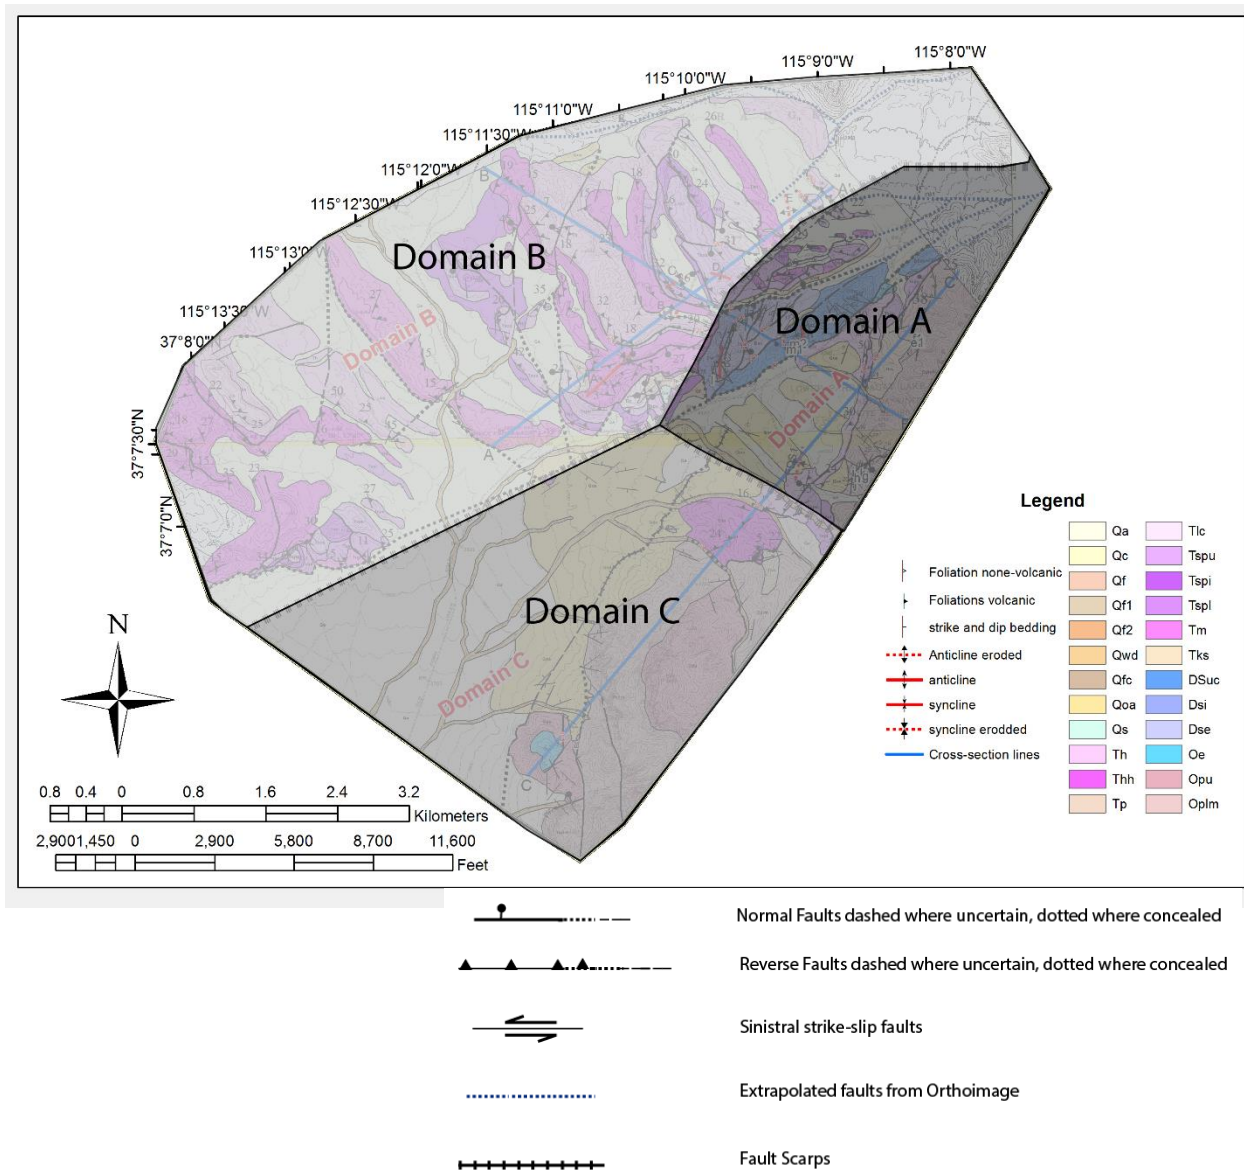 115°8'0"W
115°9'0"W
115°10'0"W
115°11'0"W
115°11'30"W
115°12'0"W
115°12'30"W
115°13'0"W
115°13'30"W
37°8'0"N
37°7'30"N
37°7'0"N
Domain B
Domain B
Domain A
Domain A
Domain C
Domain C
B
A
A'
C
N
0.8 0.4 0 0.8 1.6 2.4 3.2
Kilometers
2,900 1,450 0 2,900 5,800 8,700 11,600
Feet
Legend
Foliation none-volcanic
Foliations volcanic
strike and dip bedding
Anticline eroded
anticline
syncline
syncline erodded
Cross-section lines
Qa
Qc
Qf
Qf1
Qf2
Qwd
Qfc
Qoa
Qs
Th
Thh
Tp
Tlc
Tspu
Tspi
Tspl
Tm
Tks
DSuc
Dsi
Dse
Oe
Opu
Oplm
Normal Faults dashed where uncertain, dotted where concealed
Reverse Faults dashed where uncertain, dotted where concealed
Sinistral strike-slip faults
Extrapolated faults from Orthoimage
Fault Scarps